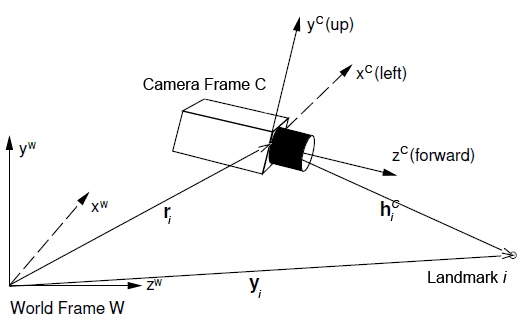 y^C (up)
x^C (left)
Camera Frame C
z^C (forward)
y^W
x^W
r_i
h_i^C
z^W
y_i
Landmark i
World Frame W